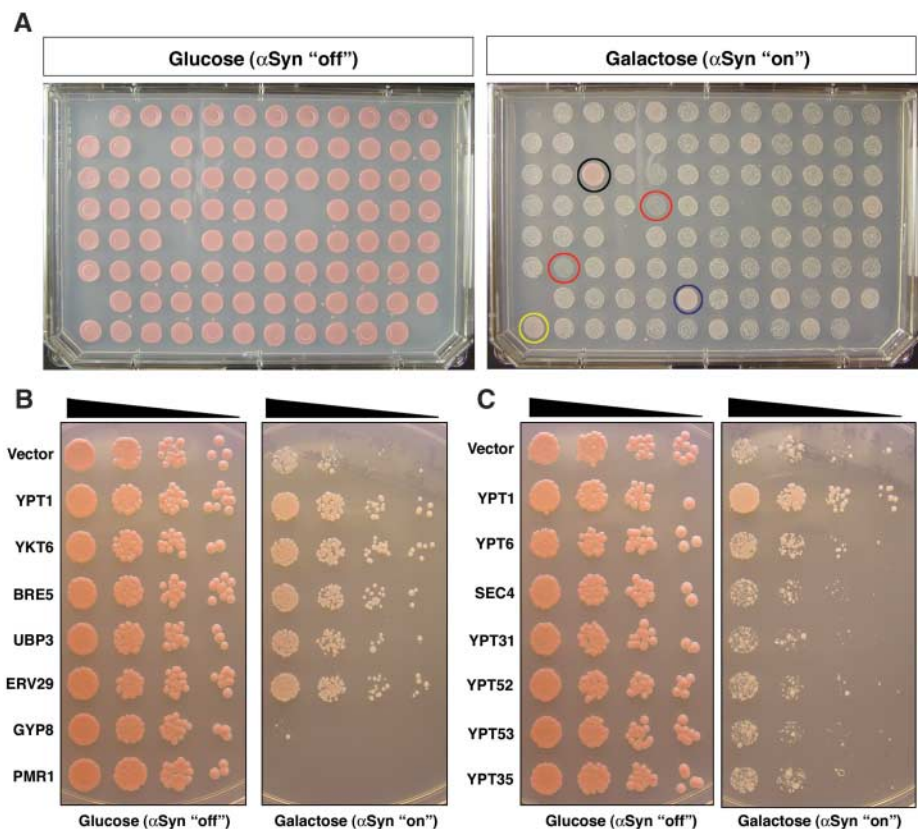 A
Glucose (αSyn “off”)
Galactose (αSyn “on”)
B
Vector
YPT1
YKT6
BRE5
UBP3
ERV29
GYP8
PMR1
Glucose (αSyn “off”)
Galactose (αSyn “on”)
C
Vector
YPT1
YPT6
SEC4
YPT31
YPT52
YPT53
YPT35
Glucose (αSyn “off”)
Galactose (αSyn “on”)